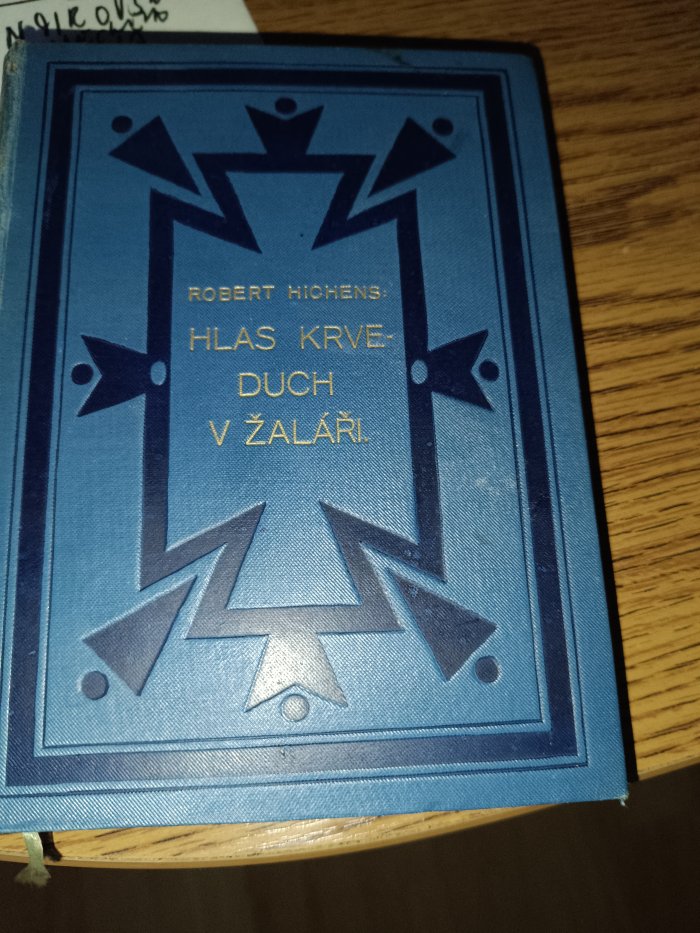 ROBERT HICHENS:
HLAS KRVE-
DUCH
V ŽALÁŘI.